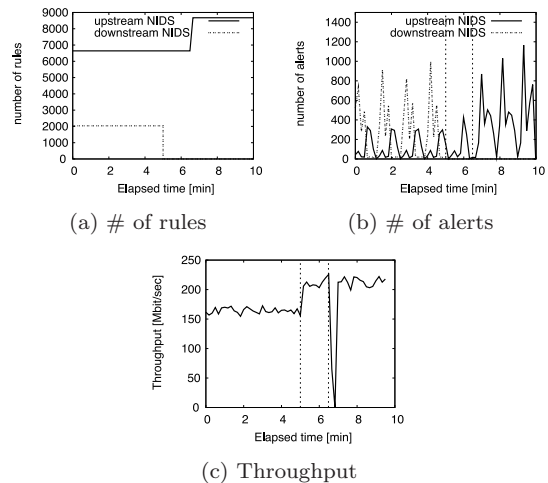 upstream NIDS
downstream NIDS
number of rules
9000
8000
7000
6000
5000
4000
3000
2000
1000
0
0 2 4 6 8 10
Elapsed time [min]
(a) # of rules
upstream NIDS
downstream NIDS
number of alerts
1400
1200
1000
800
600
400
200
0
0 2 4 6 8 10
Elapsed time [min]
(b) # of alerts
Throughput [Mbit/sec]
250
200
150
100
50
0
0 2 4 6 8 10
Elapsed time [min]
(c) Throughput